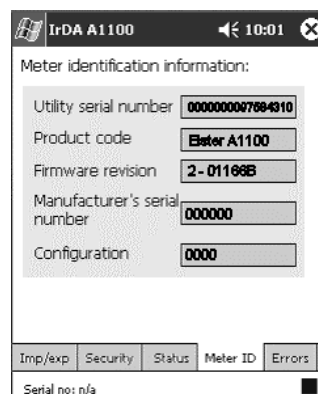 IrDA A1100 10:01
Meter identification information:
Utility serial number 0000000097584310
Product code Elster A1100
Firmware revision 2-01166B
Manufacturer's serial
number 000000
Configuration 0000
Imp/exp Security Status Meter ID Errors
Serial no: n/a